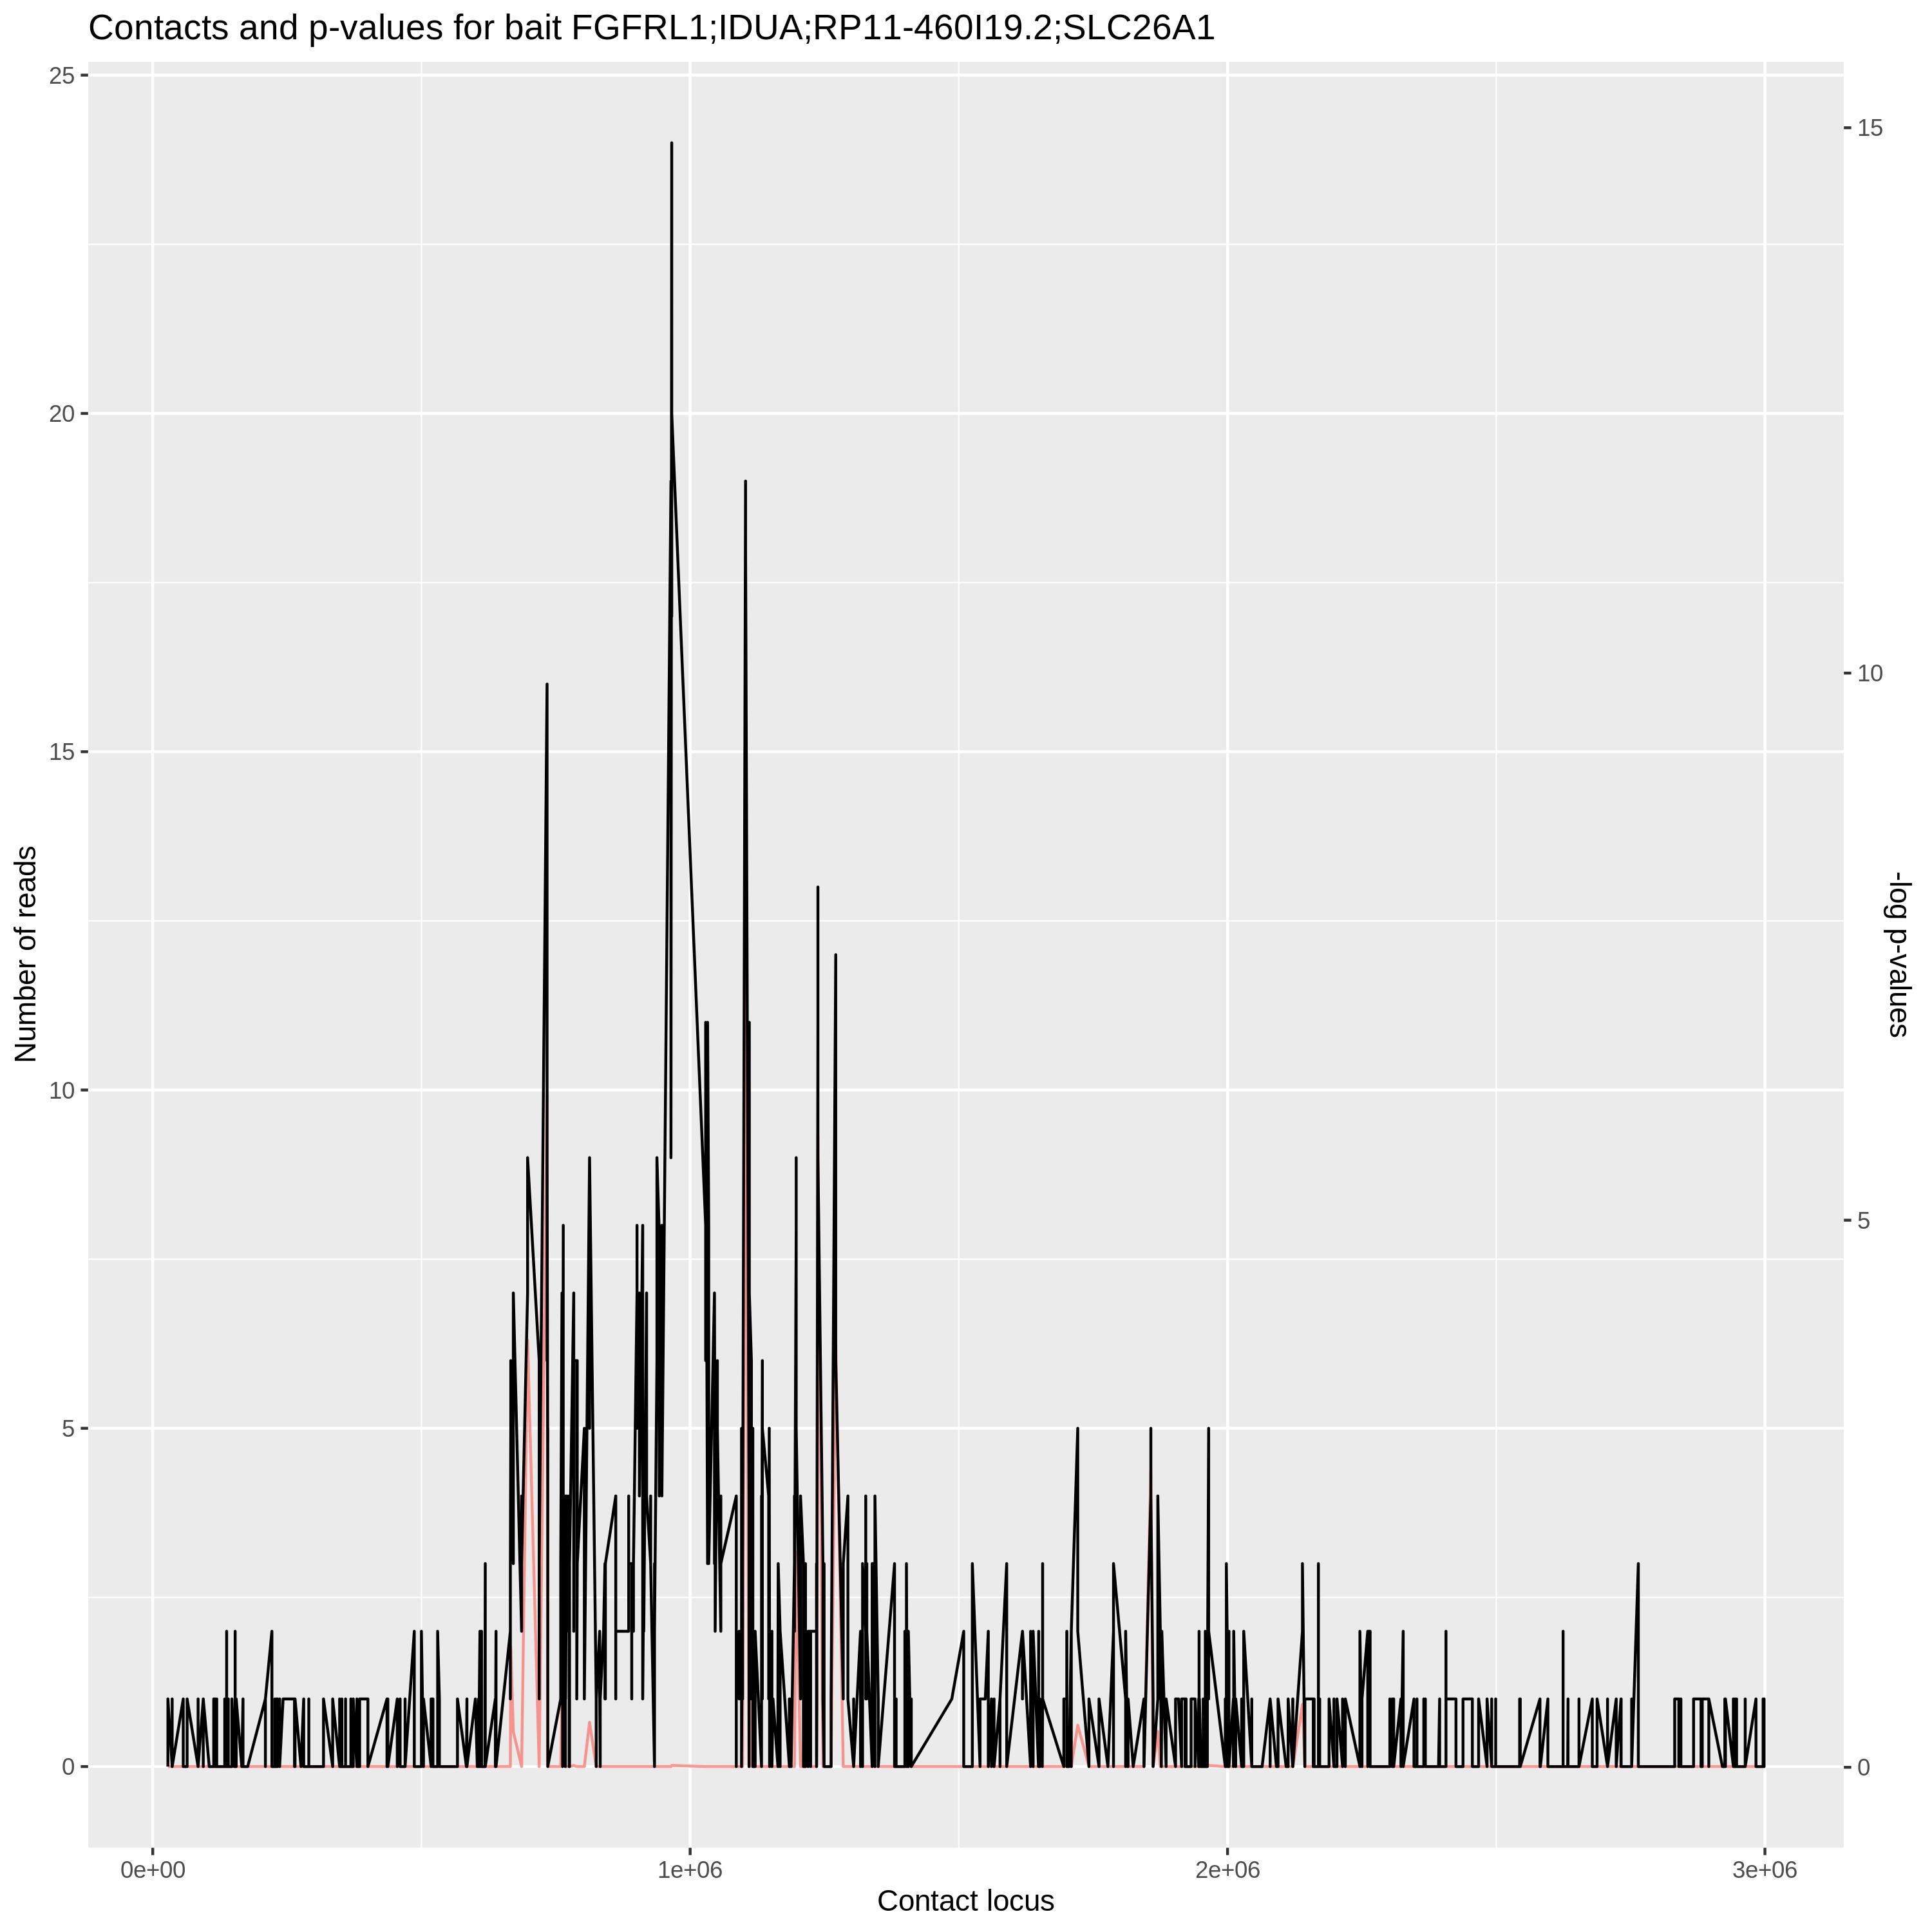 Contacts and p-values for bait FGFRL1;IDUA;RP11-460I19.2;SLC26A1
25
20
15
10
5
0
Number of reads
15
10
5
0
-log p-values
0e+00
1e+06
2e+06
3e+06
Contact locus